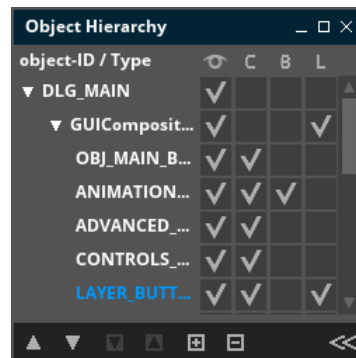 Object Hierarchy
object-ID / Type C B L
DLG_MAIN
GUIComposit...
OBJ_MAIN_B...
ANIMATION...
ADVANCED_...
CONTROLS_...
LAYER_BUTT...
<<